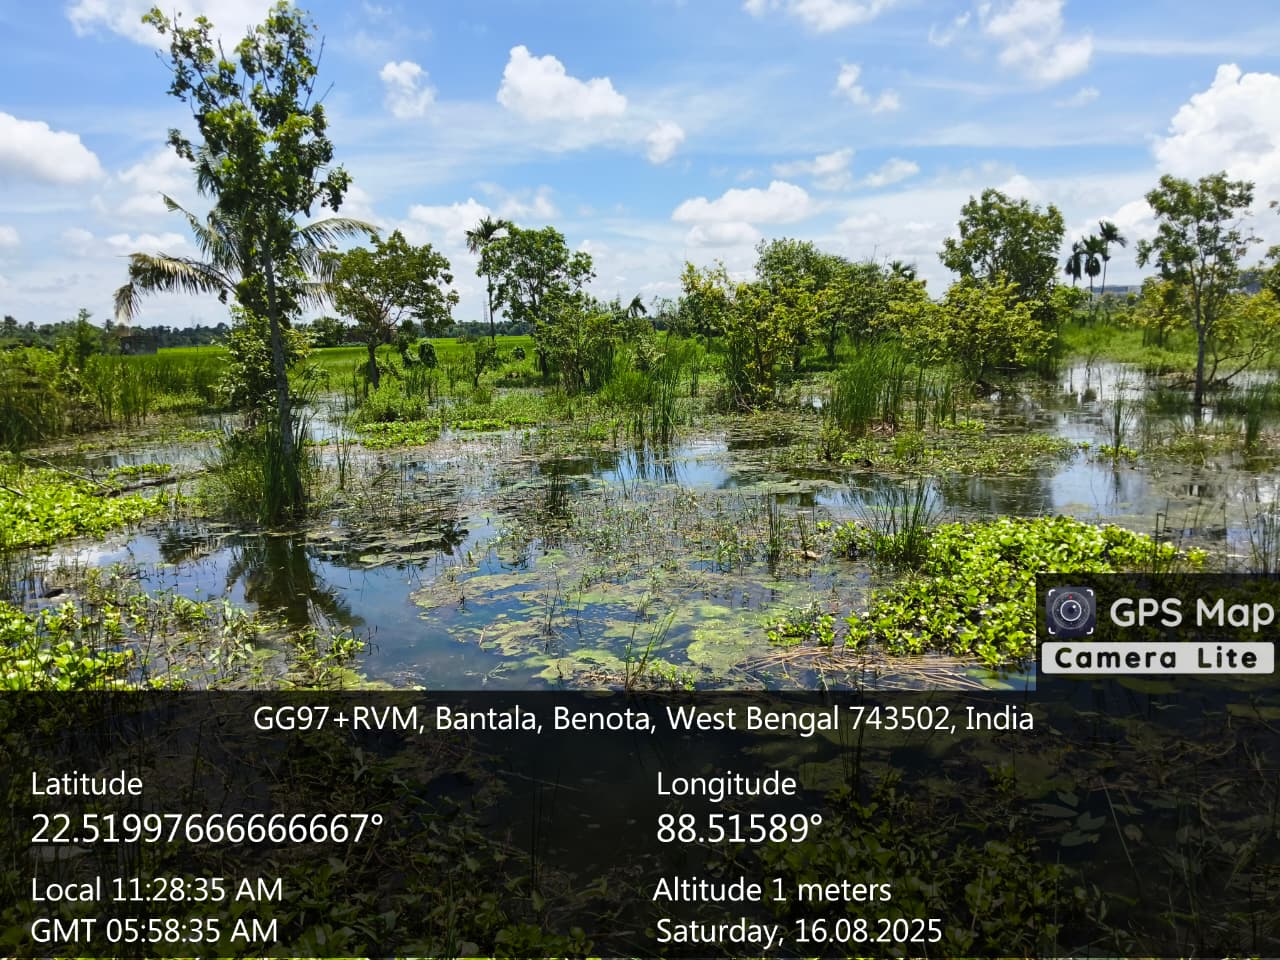 GPS Map
Camera Lite
GG97+RVM, Bantala, Benota, West Bengal 743502, India
Latitude
22.519976666666667°
Longitude
88.51589°
Local 11:28:35 AM
GMT 05:58:35 AM
Altitude 1 meters
Saturday, 16.08.2025